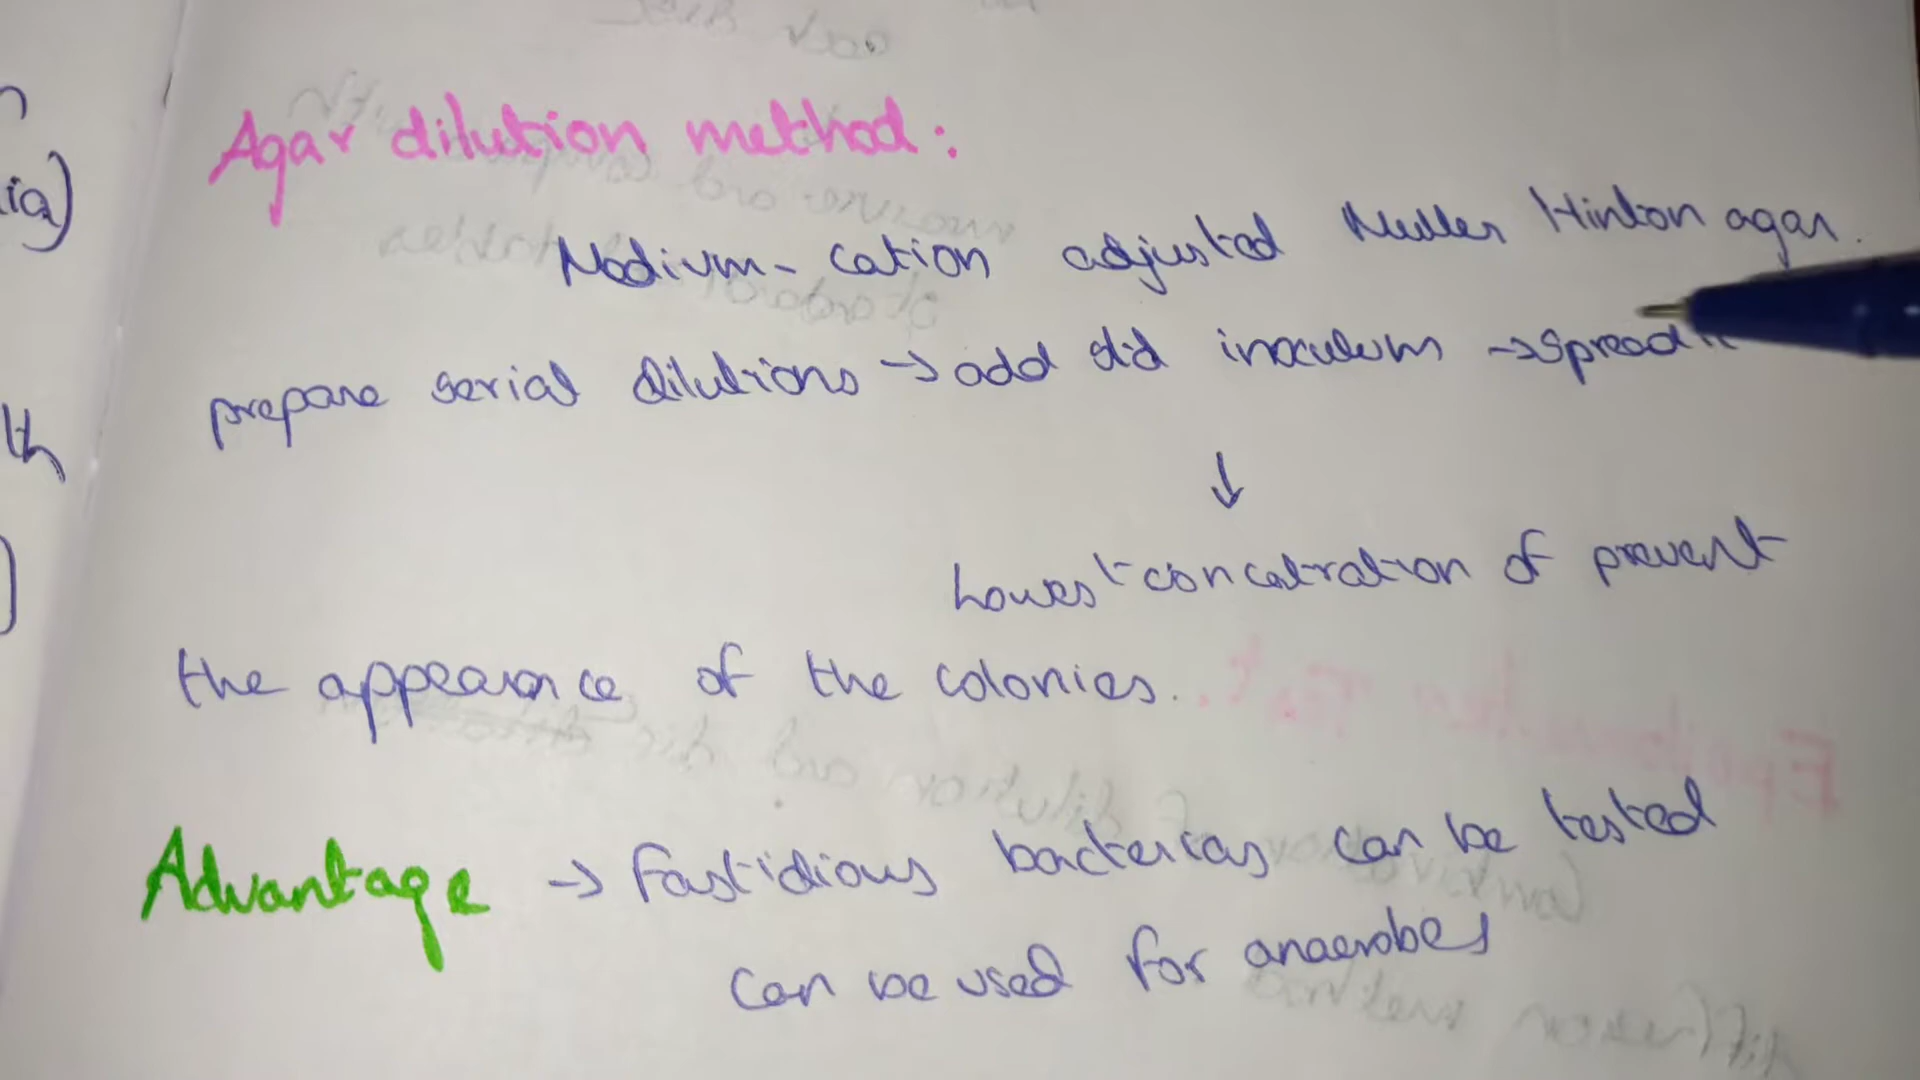 Agar dilution method:
Medium - cation adjusted Muller Hinton agar.
prepare serial dilutions → add std inoculum → spread it
↓
Lowest concentration of prevent
the appearance of the colonies.
Advantage → Fastidious bacterias can be tested
can be used for anaerobes